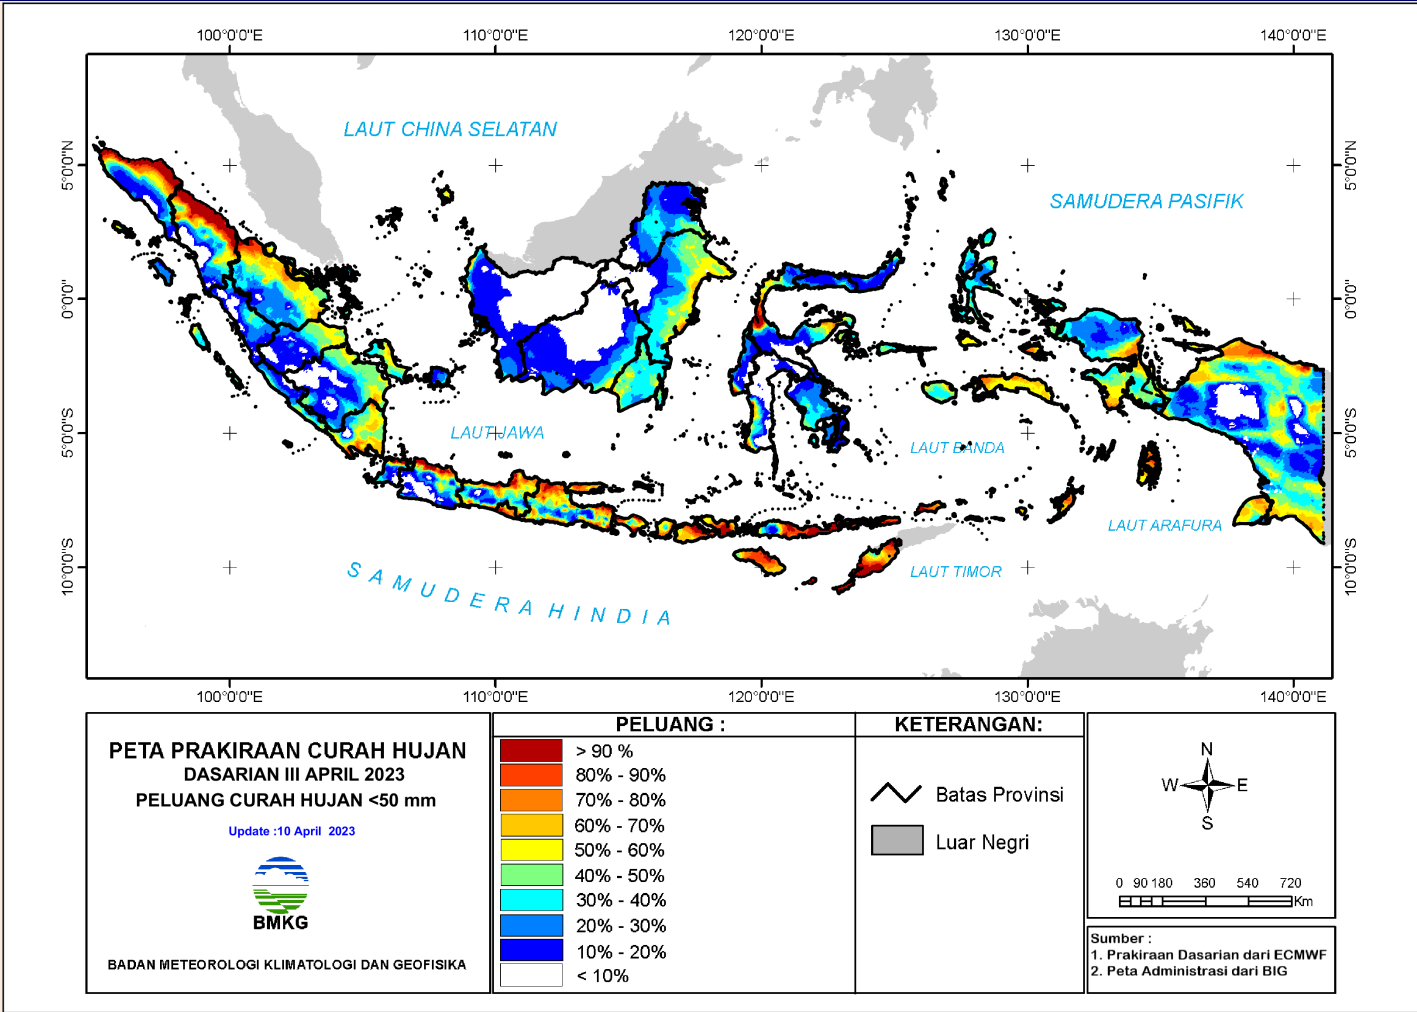 100°0'0"E 110°0'0"E 120°0'0"E 130°0'0"E 140°0'0"E
5°0'0"N 5°0'0"N
0°0'0" 0°0'0"
5°0'0"S 5°0'0"S
10°0'0"S 10°0'0"S
LAUT CHINA SELATAN
SAMUDERA PASIFIK
LAUT JAWA
LAUT BANDA
LAUT ARAFURA
LAUT TIMOR
SAMUDERA HINDIA
100°0'0"E 110°0'0"E 120°0'0"E 130°0'0"E 140°0'0"E
PETA PRAKIRAAN CURAH HUJAN
DASARIAN III APRIL 2023
PELUANG CURAH HUJAN <50 mm
Update :10 April 2023
BMKG
BADAN METEOROLOGI KLIMATOLOGI DAN GEOFISIKA
PELUANG :
> 90 %
80% - 90%
70% - 80%
60% - 70%
50% - 60%
40% - 50%
30% - 40%
20% - 30%
10% - 20%
< 10%
KETERANGAN:
Batas Provinsi
Luar Negri
N
W E
S
0 90 180 360 540 720
Km
Sumber :
1. Prakiraan Dasarian dari ECMWF
2. Peta Administrasi dari BIG